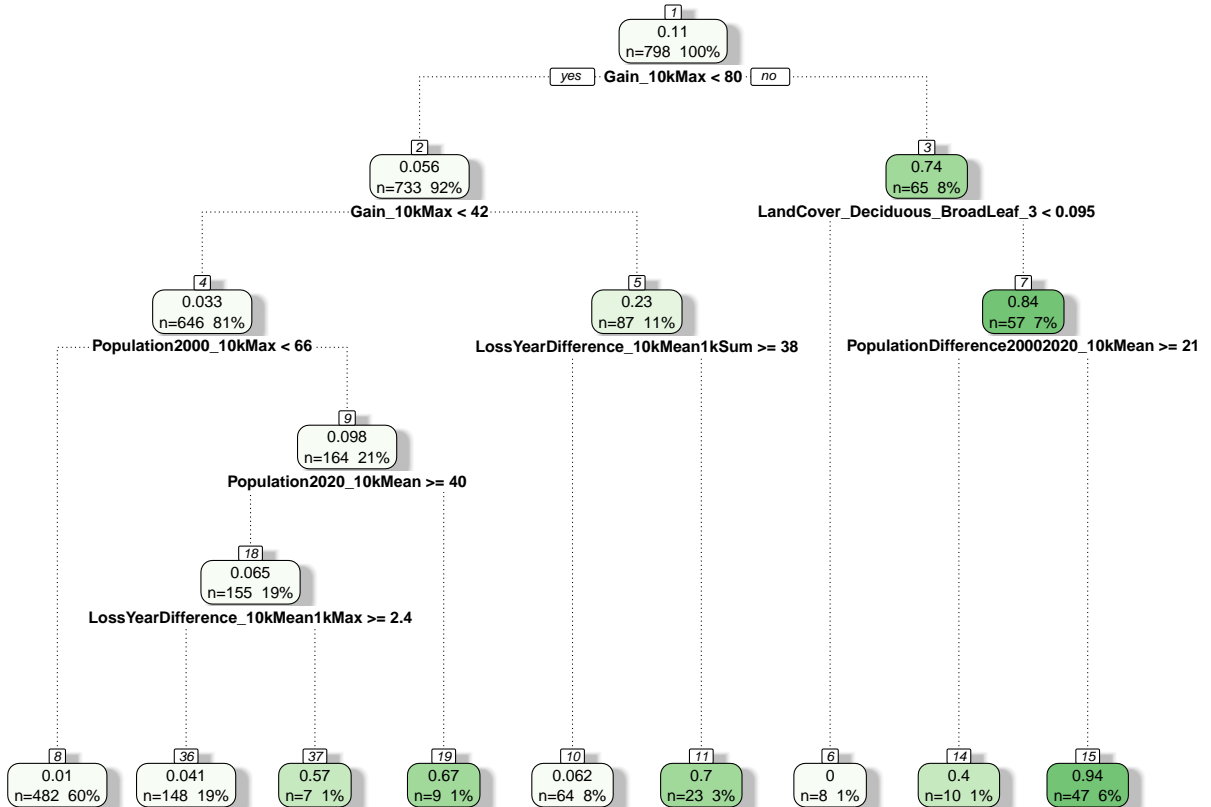 1
0.11
n=798 100%
yes Gain_10kMax < 80 no
2
0.056
n=733 92%
3
0.74
n=65 8%
Gain_10kMax < 42
LandCover_Deciduous_BroadLeaf_3 < 0.095
4
0.033
n=646 81%
5
0.23
n=87 11%
7
0.84
n=57 7%
Population2000_10kMax < 66
LossYearDifference_10kMean1kSum >= 38
PopulationDifference20002020_10kMean >= 21
9
0.098
n=164 21%
Population2020_10kMean >= 40
18
0.065
n=155 19%
LossYearDifference_10kMean1kMax >= 2.4
8
0.01
n=482 60%
36
0.041
n=148 19%
37
0.57
n=7 1%
19
0.67
n=9 1%
10
0.062
n=64 8%
11
0.7
n=23 3%
6
0
n=8 1%
14
0.4
n=10 1%
15
0.94
n=47 6%